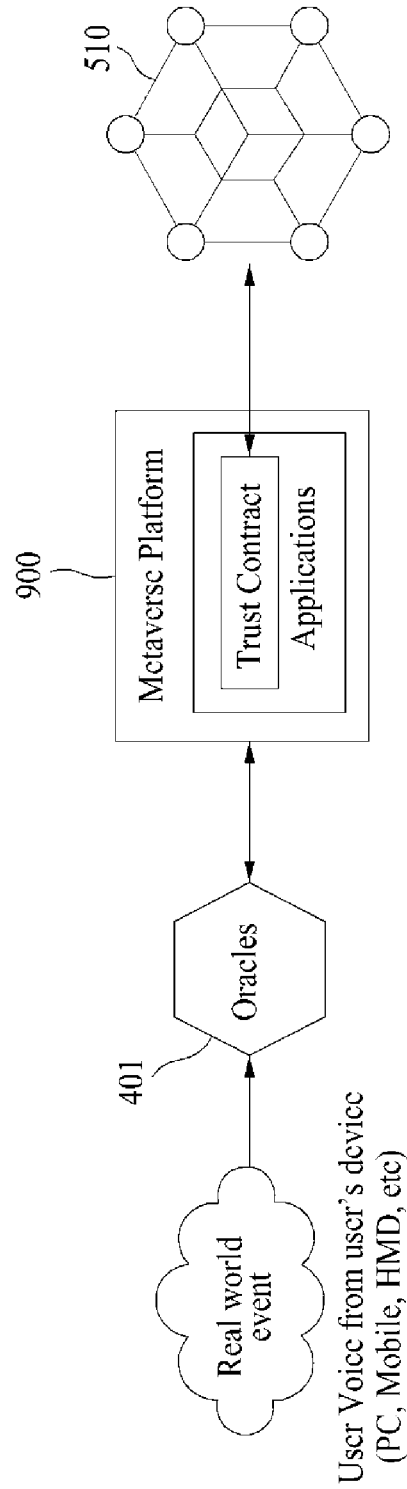 Real world
event
User Voice from user's device
(PC, Mobile, HMD, etc)
401
Oracles
900
Metaverse Platform
Trust Contract
Applications
510